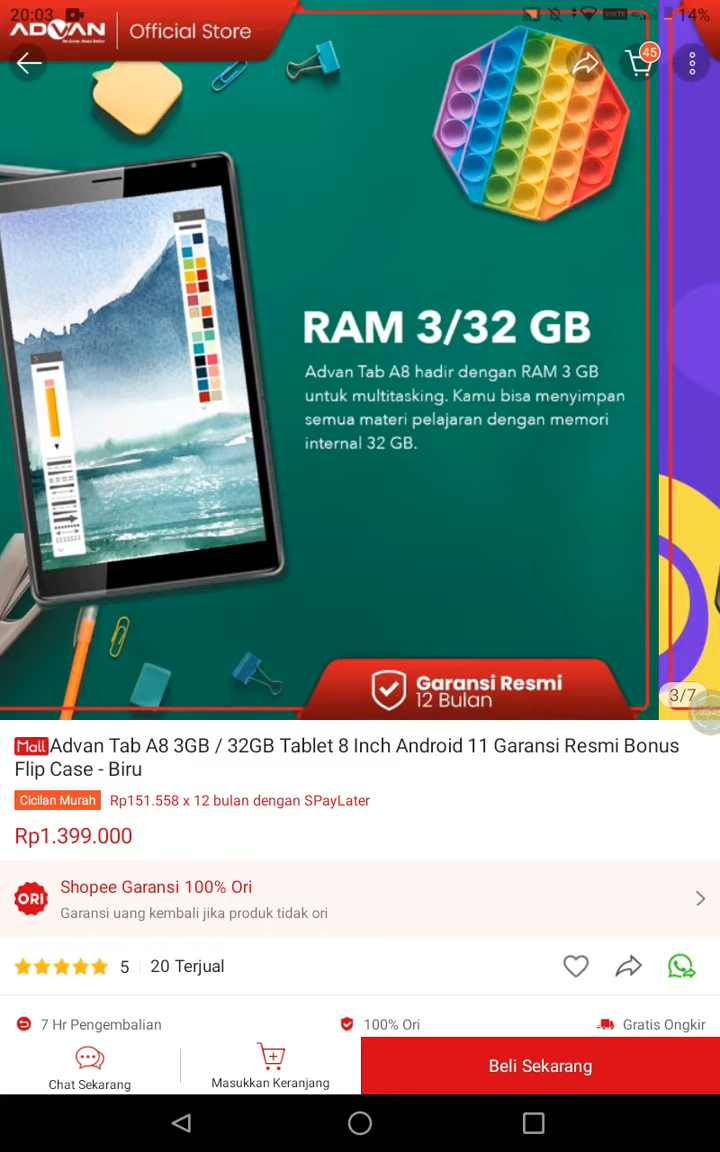 20:03
14%
ADVAN
Official Store
45
RAM 3/32 GB
Advan Tab A8 hadir dengan RAM 3 GB
untuk multitasking. Kamu bisa menyimpan
semua materi pelajaran dengan memori
internal 32 GB.
Garansi Resmi
12 Bulan
3/7
Mall Advan Tab A8 3GB / 32GB Tablet 8 Inch Android 11 Garansi Resmi Bonus
Flip Case - Biru
Cicilan Murah Rp151.558 x 12 bulan dengan SPayLater
Rp1.399.000
ORI
Shopee Garansi 100% Ori
Garansi uang kembali jika produk tidak ori
5 20 Terjual
7 Hr Pengembalian 100% Ori Gratis Ongkir
Chat Sekarang
Masukkan Keranjang
Beli Sekarang